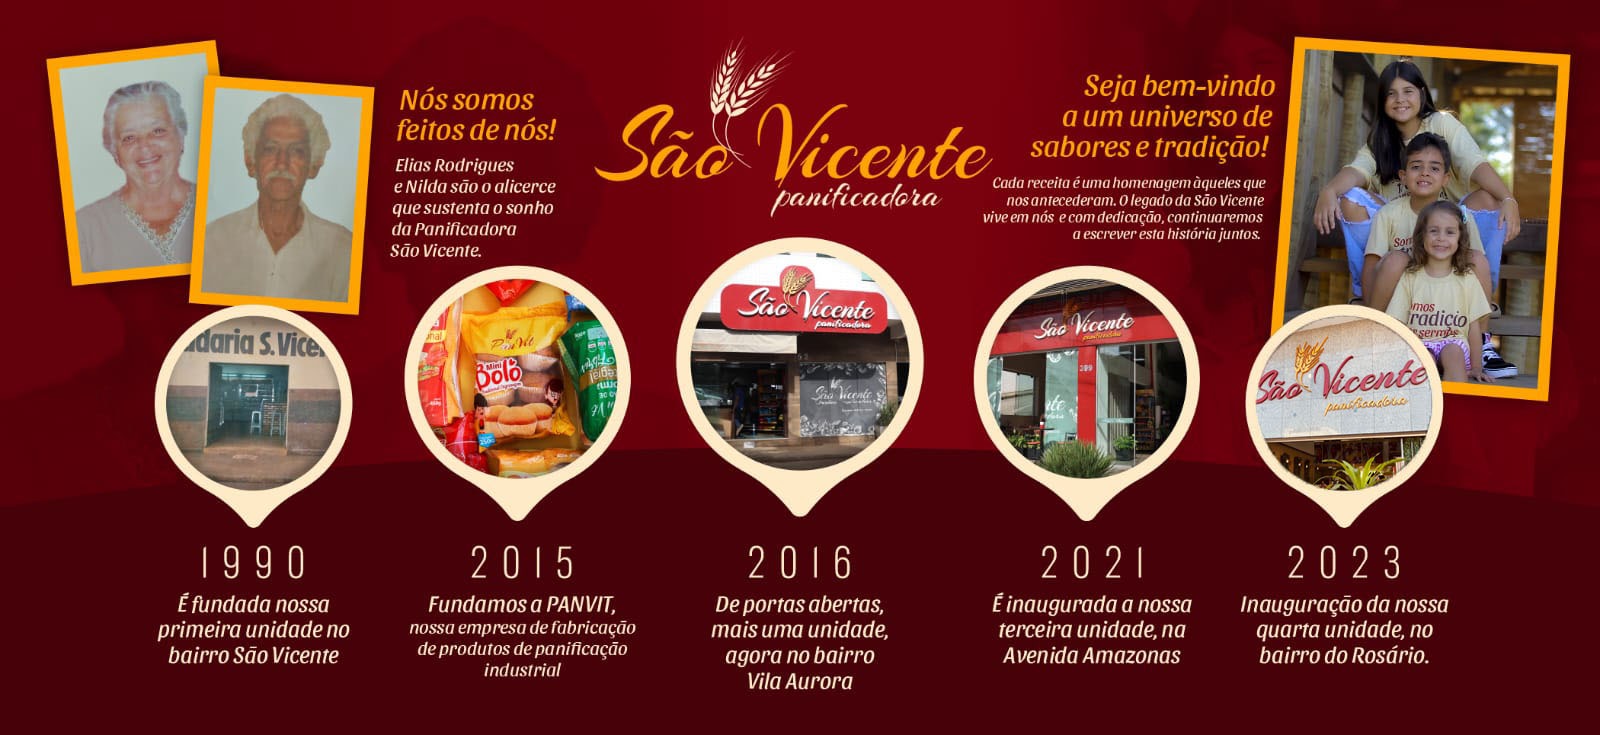 Nós somos
feitos de nós!
Elias Rodrigues
e Nilda são o alicerce
que sustenta o sonho
da Panificadora
São Vicente.
São Vicente
panificadora
Seja bem-vindo
a um universo de
sabores e tradição!
Cada receita é uma homenagem àqueles que
nos antecederam. O legado da São Vicente
vive em nós e com dedicação, continuaremos
a escrever esta história juntos.
daria S. Vice
PanVit
Mini
Bolo
São Vicente
panificadora
São Vicente
São Vicente
panificadora
399
São Vicente
panificadora
mos
radicio
1990
É fundada nossa
primeira unidade no
bairro São Vicente
2015
Fundamos a PANVIT,
nossa empresa de fabricação
de produtos de panificação
industrial
2016
De portas abertas,
mais uma unidade,
agora no bairro
Vila Aurora
2021
É inaugurada a nossa
terceira unidade, na
Avenida Amazonas
2023
Inauguração da nossa
quarta unidade, no
bairro do Rosário.